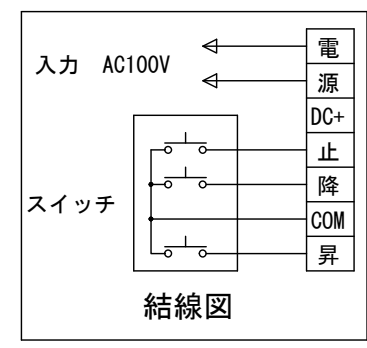 電
入力 AC100V
源
DC+
止
降
スイッチ
COM
昇
結線図